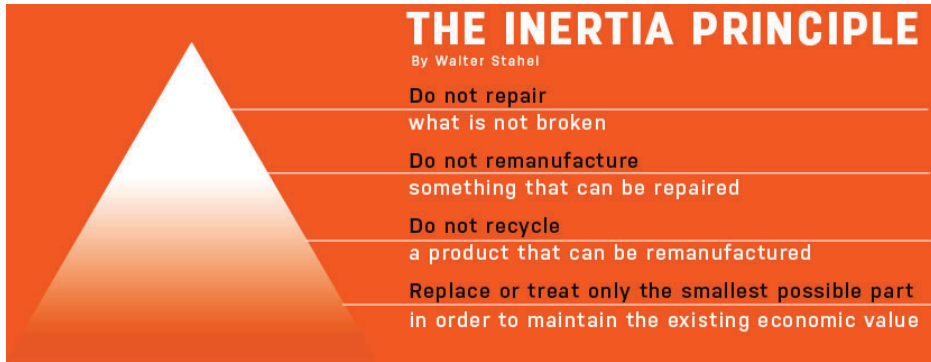 THE INERTIA PRINCIPLE
By Walter Stahel
Do not repair
what is not broken
Do not remanufacture
something that can be repaired
Do not recycle
a product that can be remanufactured
Replace or treat only the smallest possible part
in order to maintain the existing economic value